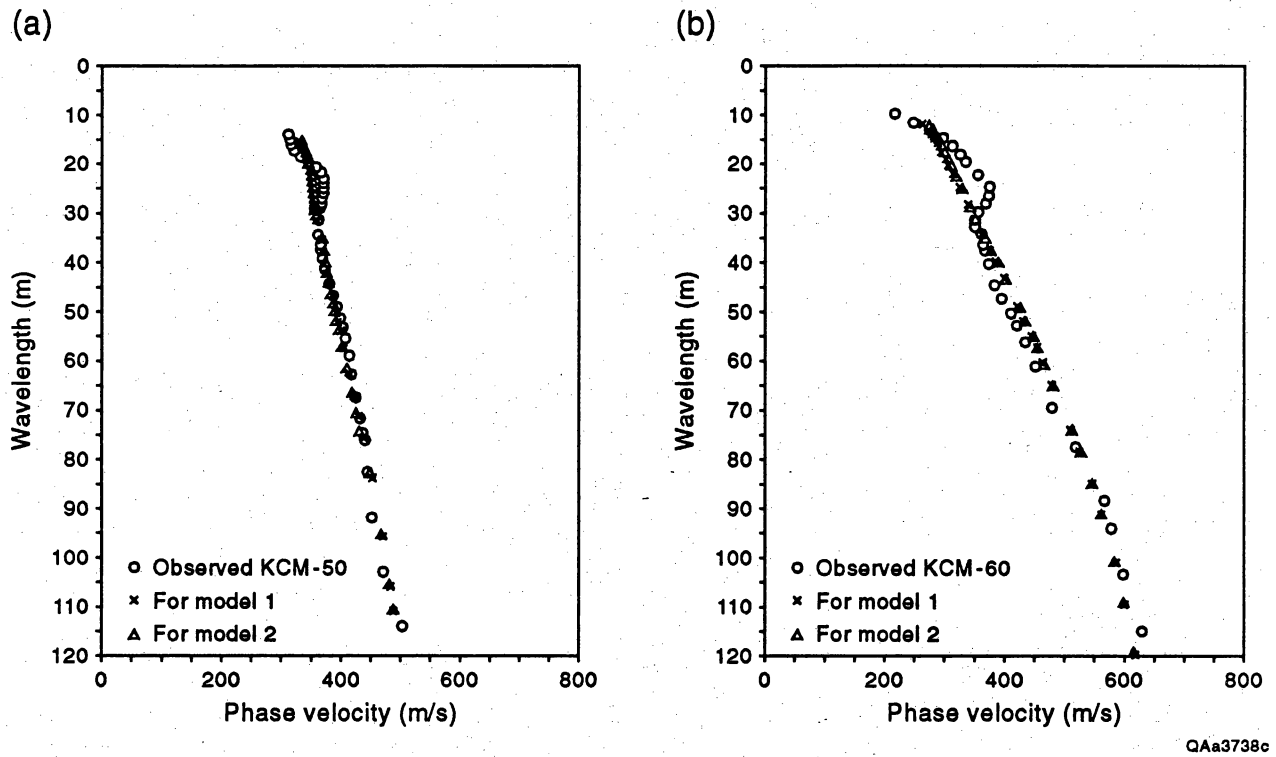 (a)
0
10
20
30
40
50
60
70
80
90
100
110
120
Wavelength (m)
Observed KCM-50
For model 1
For model 2
0 200 400 600 800
Phase velocity (m/s)
(b)
0
10
20
30
40
50
60
70
80
90
100
110
120
Wavelength (m)
Observed KCM-60
For model 1
For model 2
0 200 400 600 800
Phase velocity (m/s)
QAa3738c